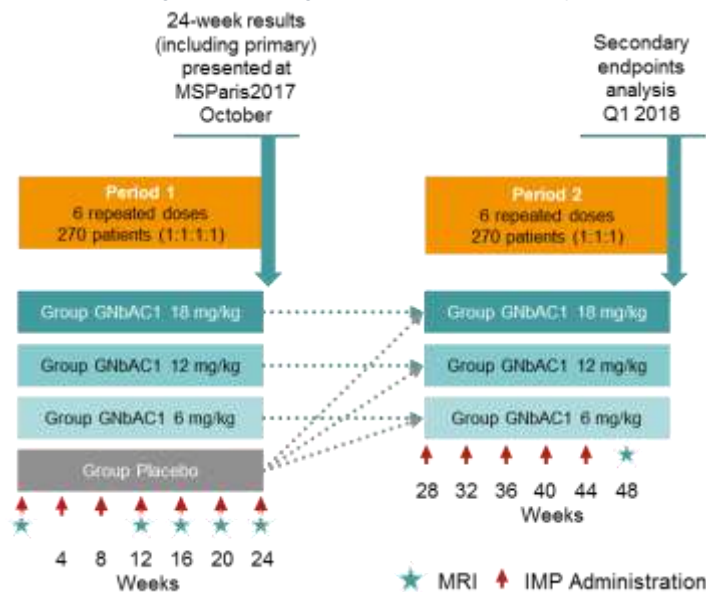 24-week results
(including primary)
presented at
MSParis2017
October
Secondary
endpoints
analysis
Q1 2018
Period 1
6 repeated doses
270 patients (1:1:1:1)
Period 2
6 repeated doses
270 patients (1:1:1)
Group GNbAC1 18 mg/kg
Group GNbAC1 18 mg/kg
Group GNbAC1 12 mg/kg
Group GNbAC1 12 mg/kg
Group GNbAC1 6 mg/kg
Group GNbAC1 6 mg/kg
Group Placebo
4 8 12 16 20 24
Weeks
28 32 36 40 44 48
Weeks
MRI IMP Administration